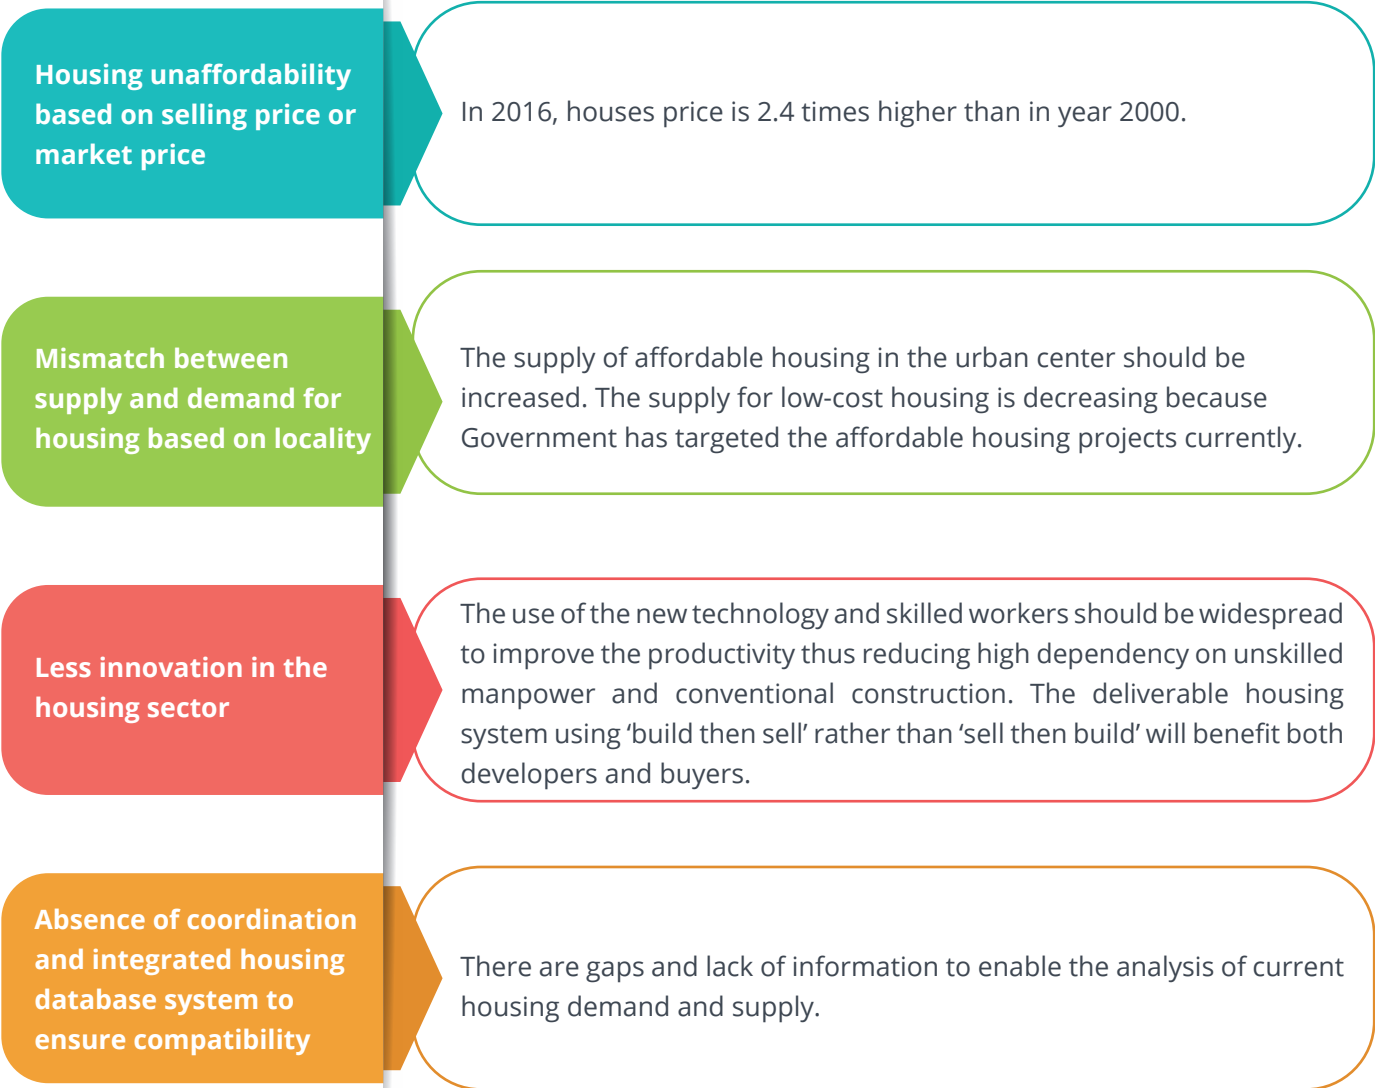 Housing unaffordability
based on selling price or
market price
In 2016, houses price is 2.4 times higher than in year 2000.
Mismatch between
supply and demand for
housing based on locality
The supply of affordable housing in the urban center should be
increased. The supply for low-cost housing is decreasing because
Government has targeted the affordable housing projects currently.
Less innovation in the
housing sector
The use of the new technology and skilled workers should be widespread
to improve the productivity thus reducing high dependency on unskilled
manpower and conventional construction. The deliverable housing
system using ‘build then sell’ rather than ‘sell then build’ will benefit both
developers and buyers.
Absence of coordination
and integrated housing
database system to
ensure compatibility
There are gaps and lack of information to enable the analysis of current
housing demand and supply.